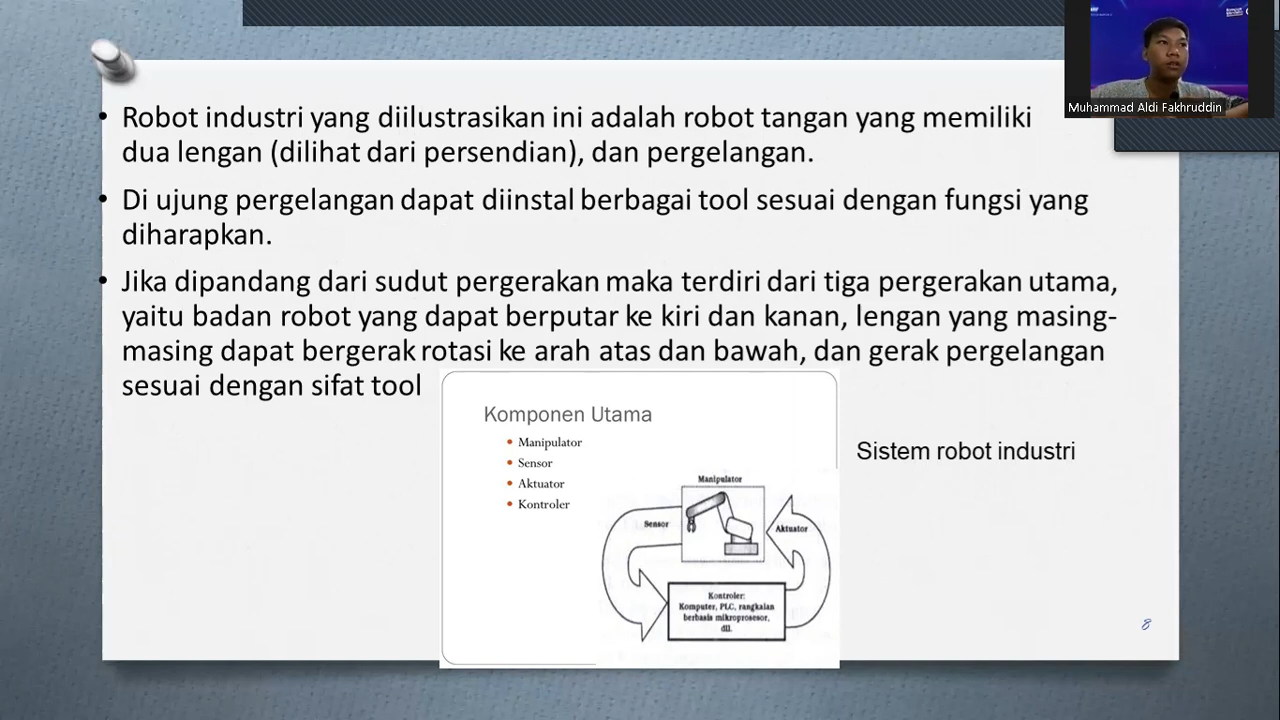 Muhammad Aldi Fakhruddin
• Robot industri yang diilustrasikan ini adalah robot tangan yang memiliki
dua lengan (dilihat dari persendian), dan pergelangan.
• Di ujung pergelangan dapat diinstal berbagai tool sesuai dengan fungsi yang
diharapkan.
• Jika dipandang dari sudut pergerakan maka terdiri dari tiga pergerakan utama,
yaitu badan robot yang dapat berputar ke kiri dan kanan, lengan yang masing-
masing dapat bergerak rotasi ke arah atas dan bawah, dan gerak pergelangan
sesuai dengan sifat tool
Komponen Utama
• Manipulator
• Sensor
• Aktuator
• Kontroler
Manipulator
Sensor
Aktuator
Kontroler:
Komputer, PLC, rangkaian
berbasis mikroprosesor,
dll.
Sistem robot industri
8